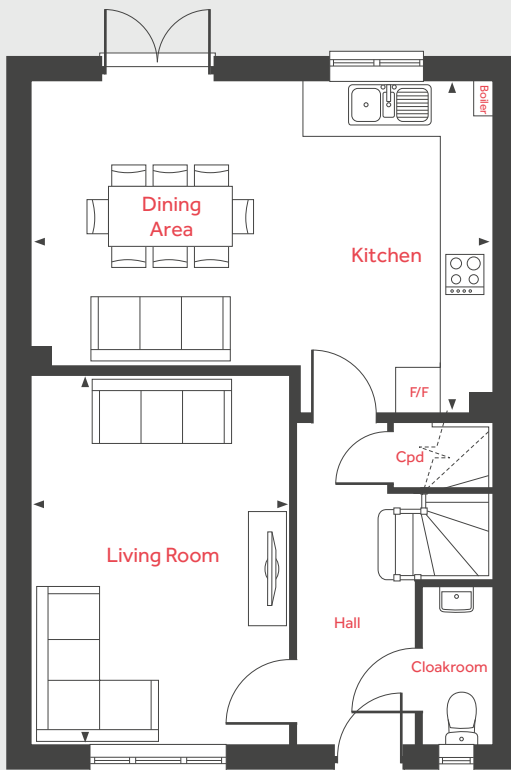 Boiler
Dining
Area
Kitchen
F/F
Cpd
Living Room
Hall
Cloakroom